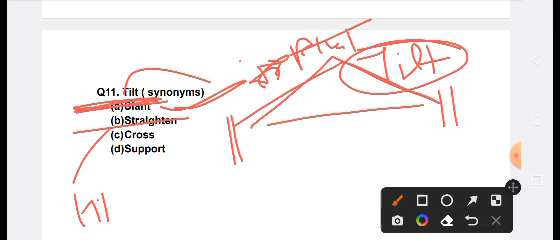 Q11. Tilt ( synonyms)
(a)Slant
(b)Straighten
(c)Cross
(d)Support
Tilt